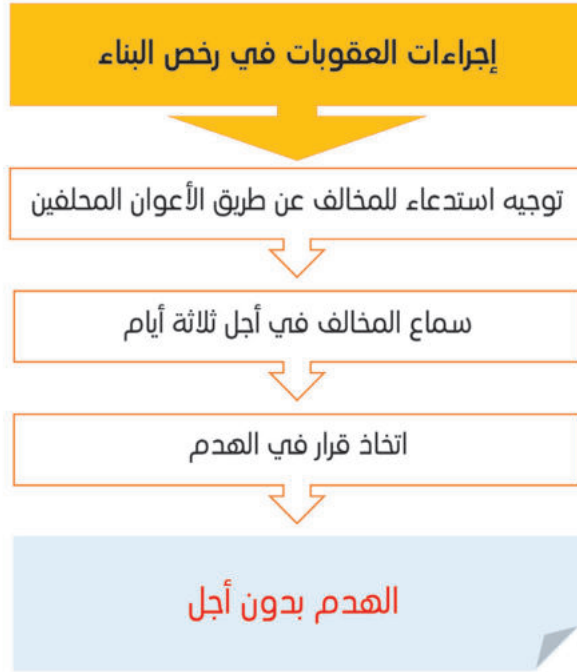 إجراءات العقوبات في رخص البناء
توجيه استدعاء للمخالف عن طريق الأعوان المحلفين
سماع المخالف في أجل ثلاثة أيام
اتخاذ قرار في الهدم
الهدم بدون أجل